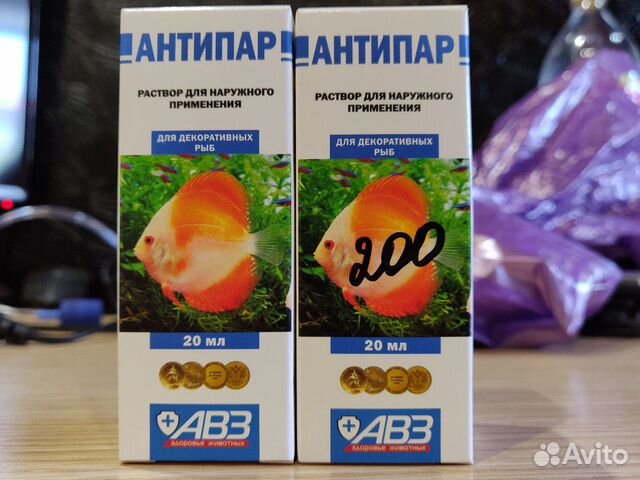 АНТИПАР
РАСТВОР ДЛЯ НАРУЖНОГО
ПРИМЕНЕНИЯ
ДЛЯ ДЕКОРАТИВНЫХ
РЫБ
20 мл
АВЗ
здоровье животных
АНТИПАР
РАСТВОР ДЛЯ НАРУЖНОГО
ПРИМЕНЕНИЯ
ДЛЯ ДЕКОРАТИВНЫХ
РЫБ
200
20 мл
АВЗ
здоровье животных
Avito